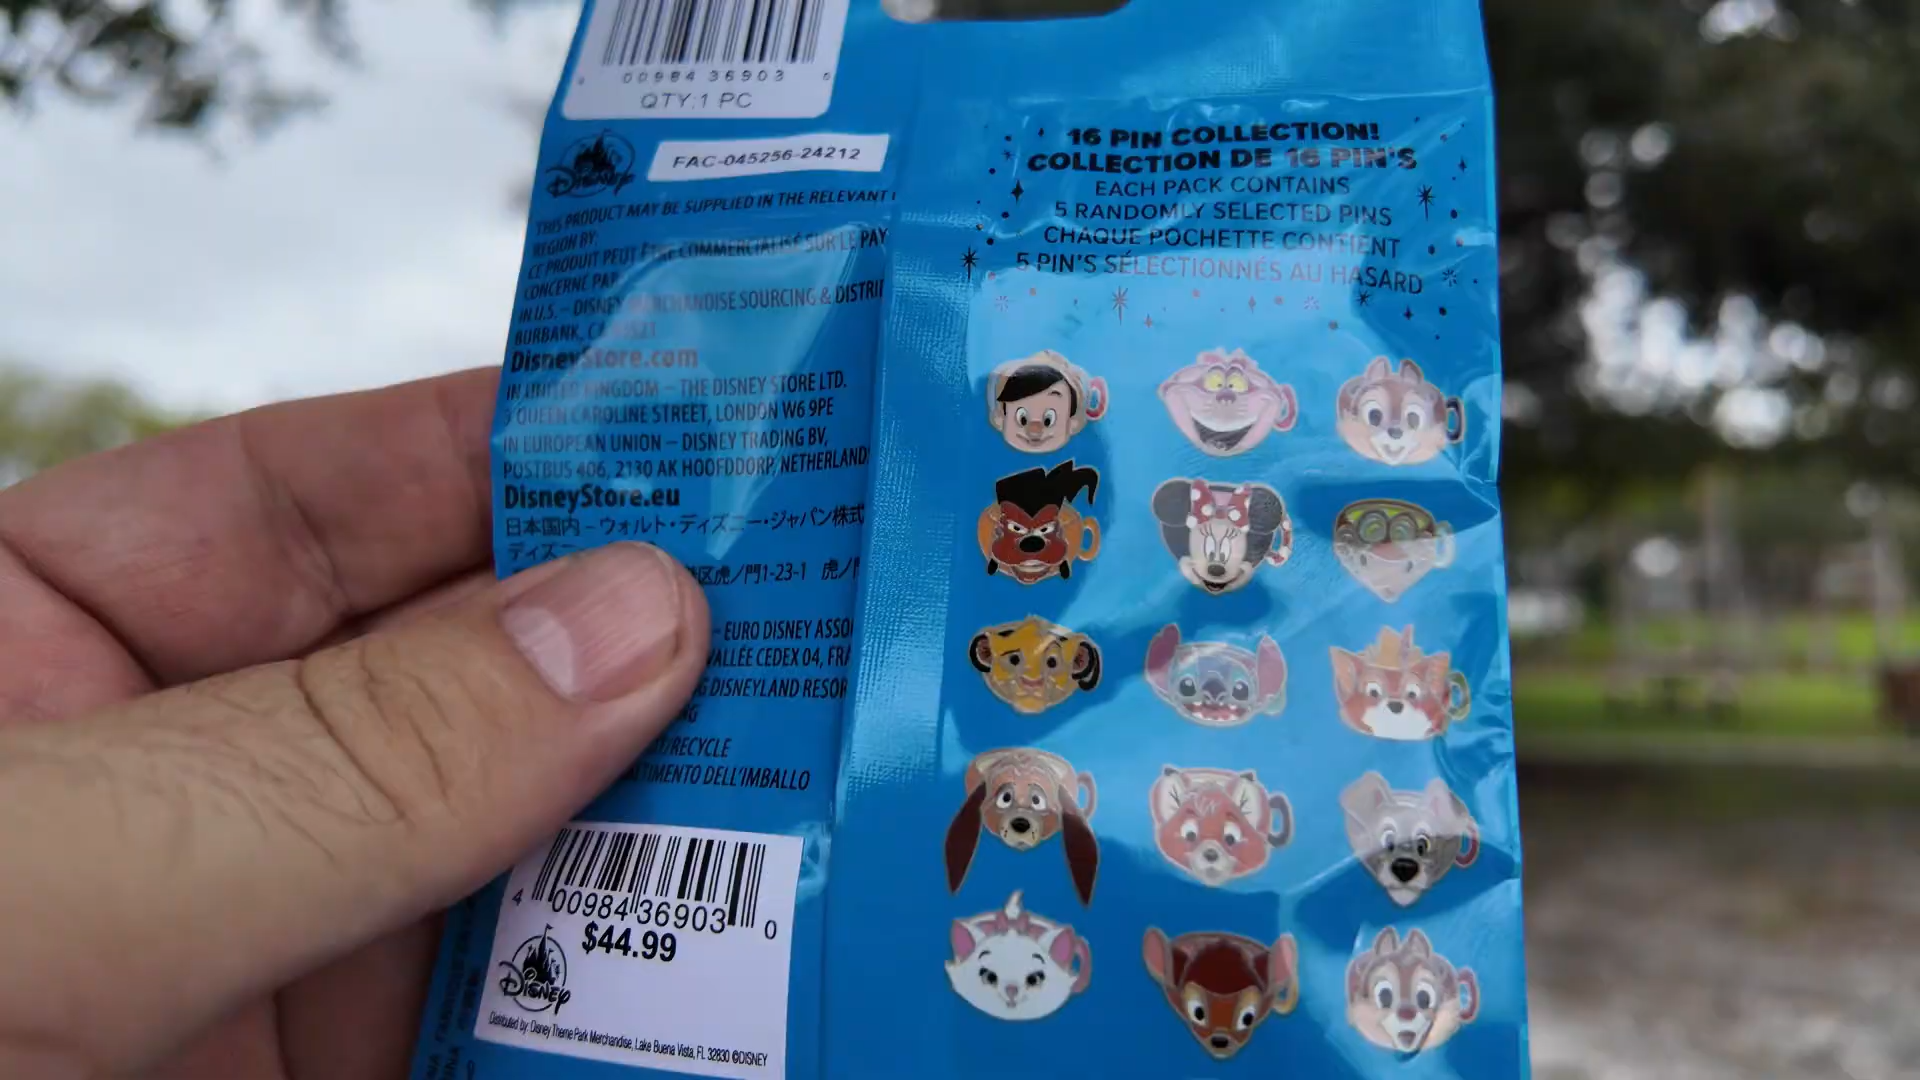 00984 36903 0
QTY:1 PC
DISNEY
FAC-045256-24212
THIS PRODUCT MAY BE SUPPLIED IN THE RELEVANT
REGION BY:
CE PRODUIT PEUT ÊTRE COMMERCIALISÉ SUR LE PAY
CONCERNÉ PAR
IN U.S. – DISNEY MERCHANDISE SOURCING & DISTRI
BURBANK, CA
DisneyStore.com
IN UNITED KINGDOM – THE DISNEY STORE LTD.
3 QUEEN CAROLINE STREET, LONDON W6 9PE
IN EUROPEAN UNION – DISNEY TRADING BV,
POSTBUS 406, 2130 AK HOOFDDORP, NETHERLAND
DisneyStore.eu
日本国内 – ウォルト・ディズニー・ジャパン株式
ディズニー
区虎ノ門1-23-1 虎ノ門
– EURO DISNEY ASSO
VALLÉE CEDEX 04, FRA
G DISNEYLAND RESOR
NG
/RECYCLE
TIMENTO DELL'IMBALLO
4 00984 36903 0
$44.99
DISNEY
Distributed by: Disney Theme Park Merchandise, Lake Buena Vista, FL 32830 ©DISNEY
16 PIN COLLECTION!
COLLECTION DE 16 PIN'S
EACH PACK CONTAINS
5 RANDOMLY SELECTED PINS
CHAQUE POCHETTE CONTIENT
5 PIN'S SÉLECTIONNÉS AU HASARD